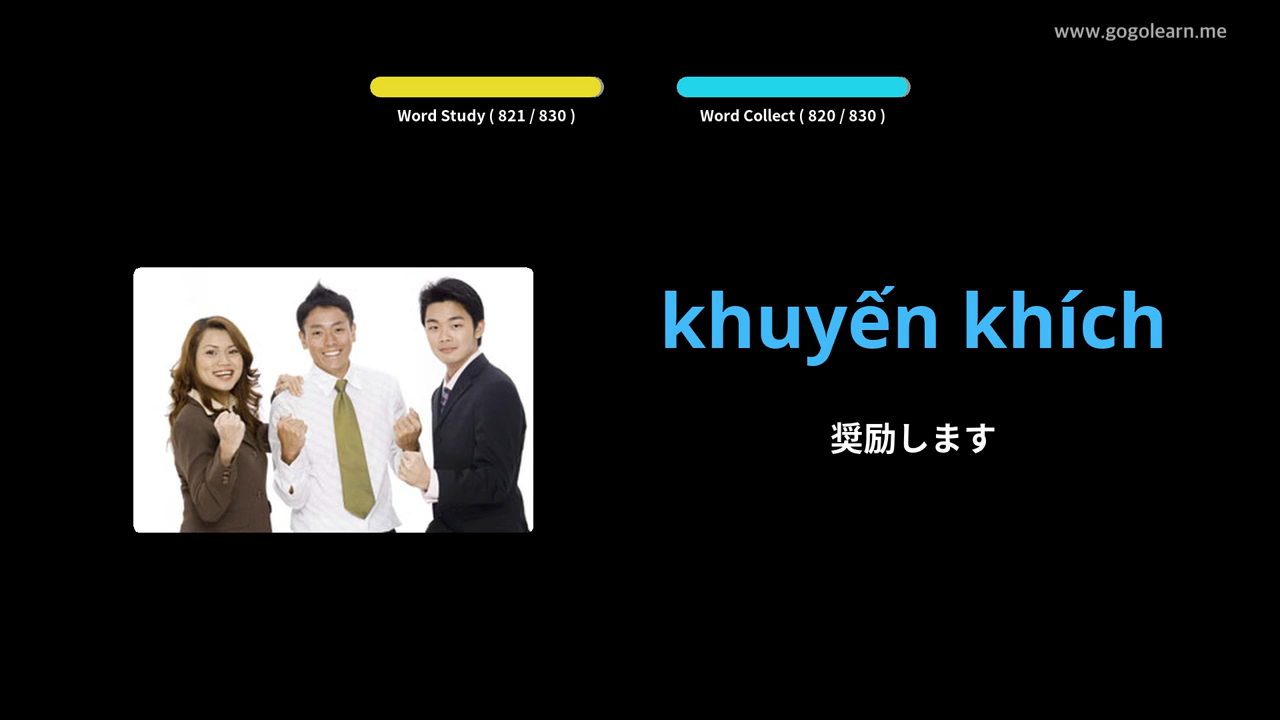 www.gogolearn.me
Word Study ( 821 / 830 )
Word Collect ( 820 / 830 )
khuyến khích
奨励します